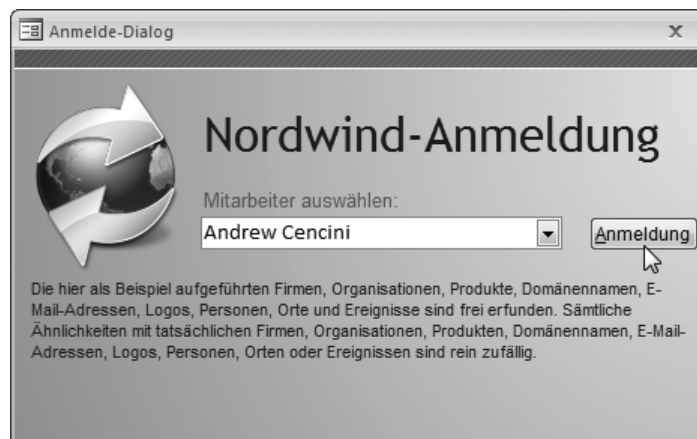 Anmelde-Dialog
x
Nordwind-Anmeldung
Mitarbeiter auswählen:
Andrew Cencini
Anmeldung
Die hier als Beispiel aufgeführten Firmen, Organisationen, Produkte, Domänennamen, E-
Mail-Adressen, Logos, Personen, Orte und Ereignisse sind frei erfunden. Sämtliche
Ähnlichkeiten mit tatsächlichen Firmen, Organisationen, Produkten, Domänennamen, E-Mail-
Adressen, Logos, Personen, Orten oder Ereignissen sind rein zufällig.